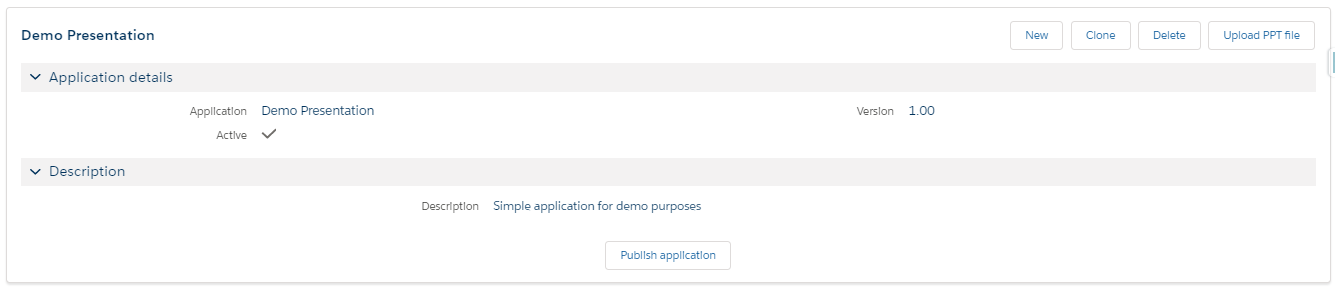 Demo Presentation
New
Clone
Delete
Upload PPT file
Application details
Application Demo Presentation
Version 1.00
Active
Description
Description Simple application for demo purposes
Publish application